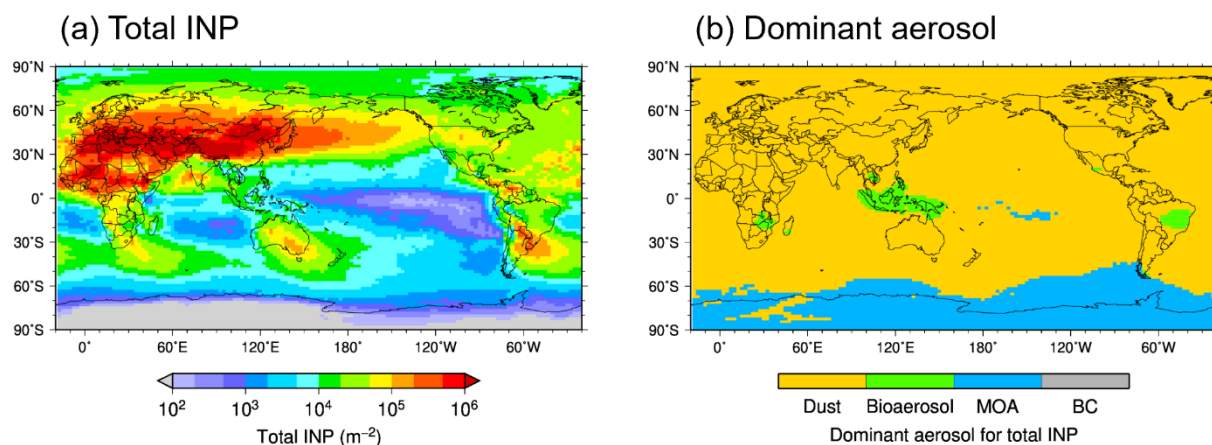 (a) Total INP
(b) Dominant aerosol
90˚N
60˚N
30˚N
0˚
30˚S
60˚S
90˚S
0˚ 60˚E 120˚E 180˚ 120˚W 60˚W
10² 10³ 10⁴ 10⁵ 10⁶
Total INP (m⁻²)
90˚N
60˚N
30˚N
0˚
30˚S
60˚S
90˚S
0˚ 60˚E 120˚E 180˚ 120˚W 60˚W
Dust Bioaerosol MOA BC
Dominant aerosol for total INP